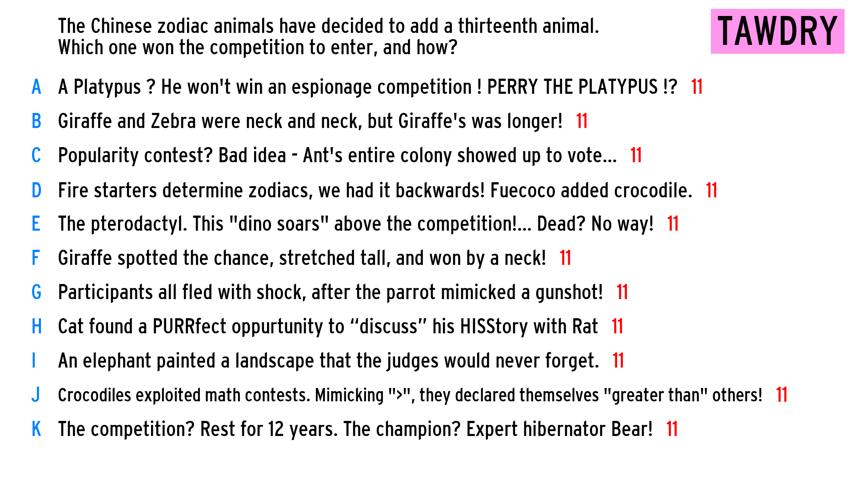 The Chinese zodiac animals have decided to add a thirteenth animal.
Which one won the competition to enter, and how?
TAWDRY
A A Platypus ? He won't win an espionage competition ! PERRY THE PLATYPUS !? 11
B Giraffe and Zebra were neck and neck, but Giraffe's was longer! 11
C Popularity contest? Bad idea - Ant's entire colony showed up to vote... 11
D Fire starters determine zodiacs, we had it backwards! Fuecoco added crocodile. 11
E The pterodactyl. This "dino soars" above the competition!... Dead? No way! 11
F Giraffe spotted the chance, stretched tall, and won by a neck! 11
G Participants all fled with shock, after the parrot mimicked a gunshot! 11
H Cat found a PURRfect oppurtunity to “discuss” his HISStory with Rat 11
I An elephant painted a landscape that the judges would never forget. 11
J Crocodiles exploited math contests. Mimicking ">", they declared themselves "greater than" others! 11
K The competition? Rest for 12 years. The champion? Expert hibernator Bear! 11